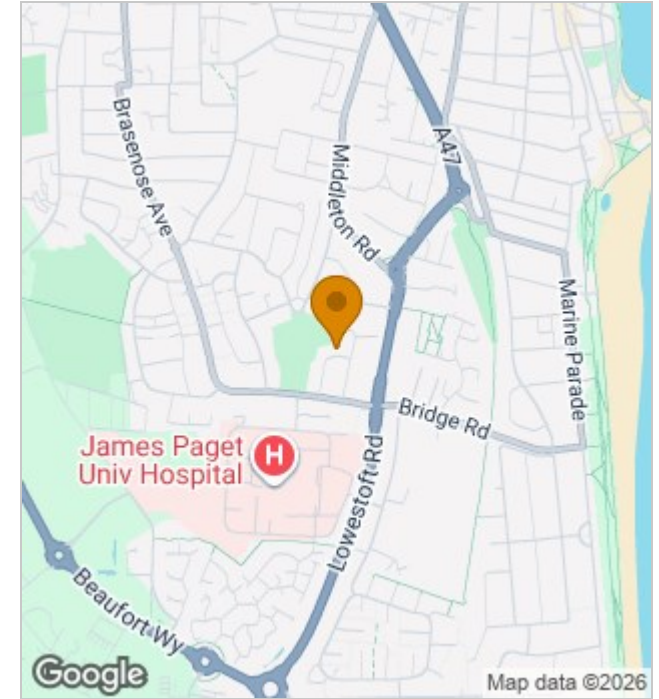 Brasenose Ave
Middleton Rd
A47
Marine Parade
Bridge Rd
James Paget
Univ Hospital
H
Lowestoft Rd
Beaufort Wy
Google
Map data ©2026